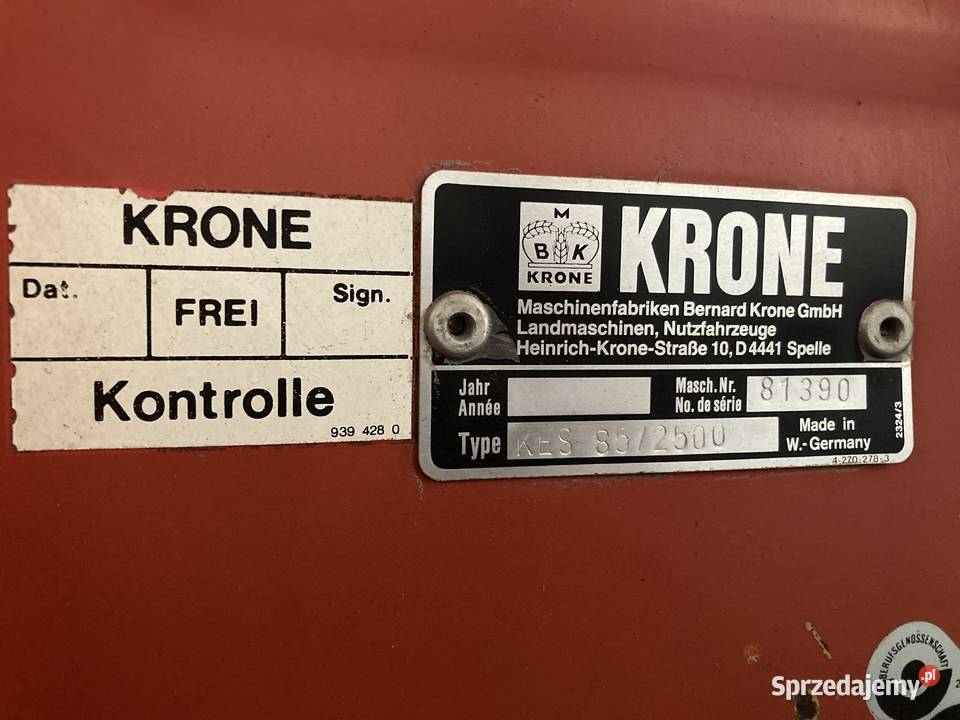 KRONE
Dat.
FREI
Sign.
Kontrolle
939 428 0
M
B K
KRONE
KRONE
Maschinenfabriken Bernard Krone GmbH
Landmaschinen, Nutzfahrzeuge
Heinrich-Krone-Straße 10, D 4441 Spelle
Jahr
Année
Masch. Nr.
No. de série
81390
Type
KES 85/2500
Made in
W.-Germany
2324/3
4-270-278-3
BERUFSGENOSSENSCHAFT
Sprzedajemy.pl